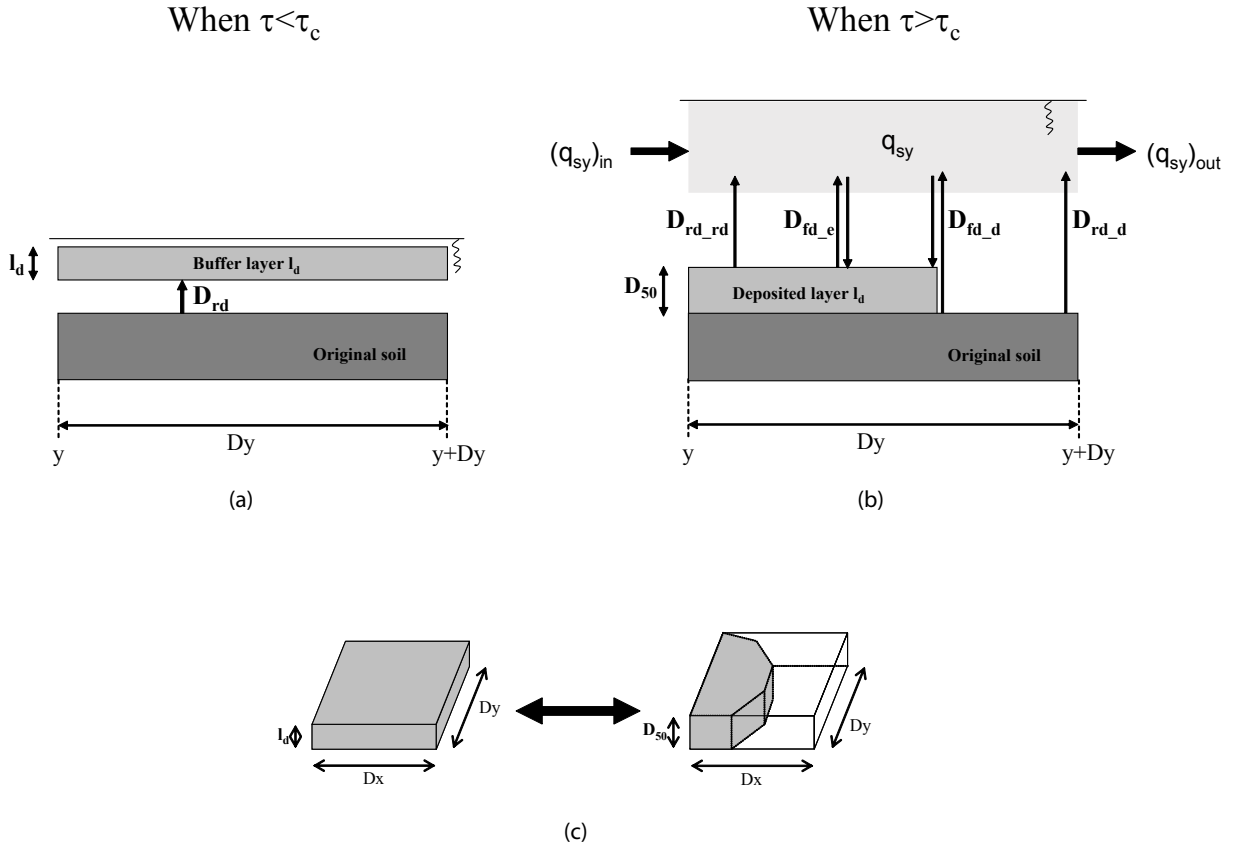 When τ<τc
When τ>τc
ld
Buffer layer ld
Drd
Original soil
y
Dy
y+Dy
(a)
(qsy)in
qsy
(qsy)out
Drd_rd
Dfd_e
Dfd_d
Drd_d
D50
Deposited layer ld
Original soil
y
Dy
y+Dy
(b)
ld
Dx
Dy
D50
Dx
Dy
(c)